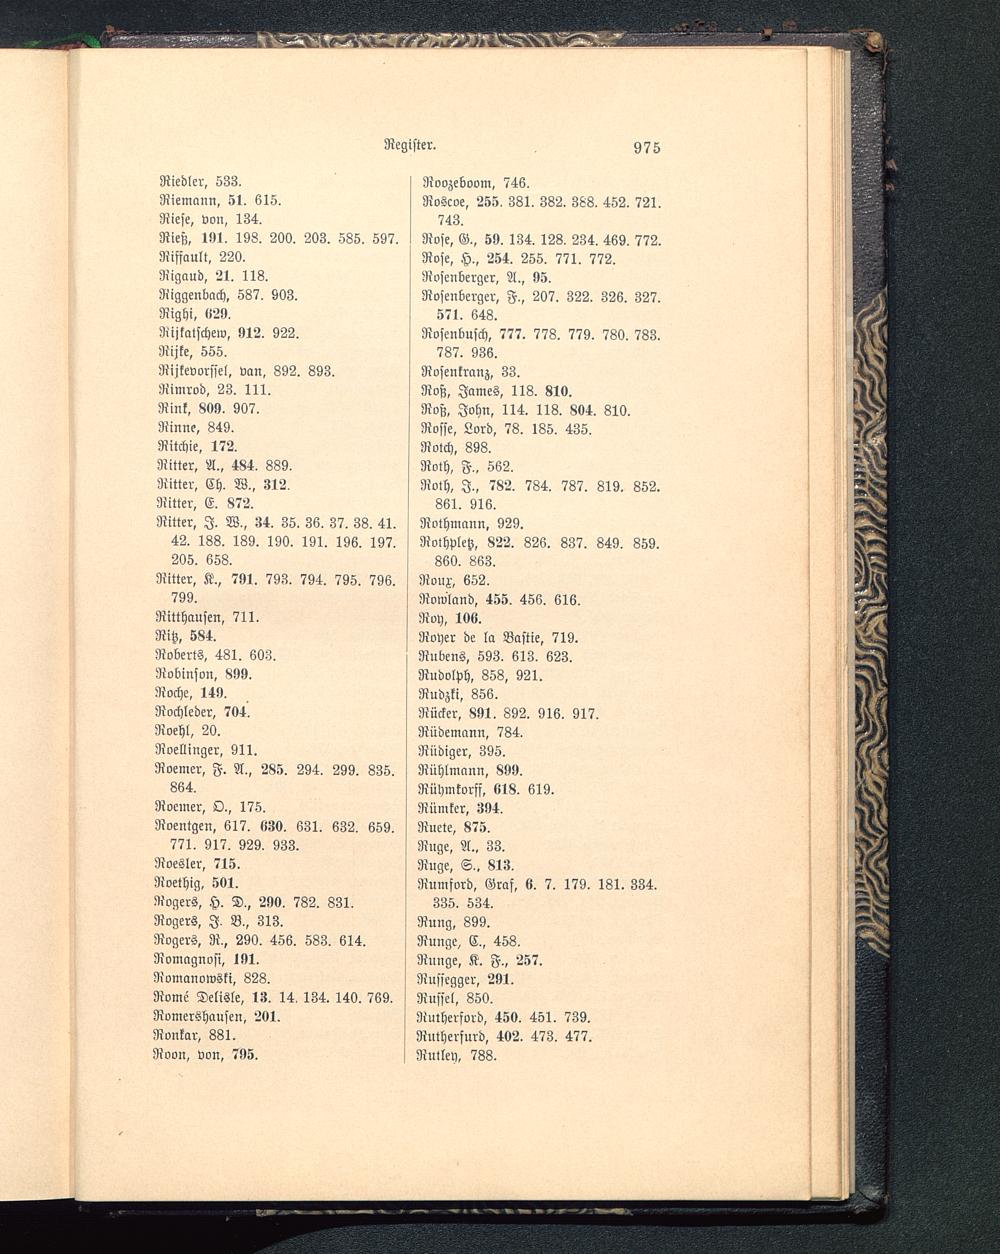 Register.
975
Riedler, 533.
Riemann, 51. 615.
Riese, von, 134.
Rieß, 191. 198. 200. 203. 585. 597.
Riffault, 220.
Rigaud, 21. 118.
Riggenbach, 587. 903.
Righi, 629.
Rijkatschew, 912. 922.
Rijke, 555.
Rijkevorssel, van, 892. 893.
Rimrod, 23. 111.
Rink, 809. 907.
Rinne, 849.
Ritchie, 172.
Ritter, A., 484. 889.
Ritter, Ch. W., 312.
Ritter, E. 872.
Ritter, J. W., 34. 35. 36. 37. 38. 41.
42. 188. 189. 190. 191. 196. 197.
205. 658.
Ritter, K., 791. 793. 794. 795. 796.
799.
Ritthausen, 711.
Ritz, 584.
Roberts, 481. 603.
Robinson, 899.
Roche, 149.
Rochleder, 704.
Roehl, 20.
Roellinger, 911.
Roemer, F. A., 285. 294. 299. 835.
864.
Roemer, O., 175.
Roentgen, 617. 630. 631. 632. 659.
771. 917. 929. 933.
Roesler, 715.
Roethig, 501.
Rogers, H. D., 290. 782. 831.
Rogers, J. B., 313.
Rogers, R., 290. 456. 583. 614.
Romagnosi, 191.
Romanowski, 828.
Romé Delisle, 13. 14. 134. 140. 769.
Romershausen, 201.
Ronkar, 881.
Roon, von, 795.
Roozeboom, 746.
Roscoe, 255. 381. 382. 388. 452. 721.
743.
Rose, G., 59. 134. 128. 234. 469. 772.
Rose, H., 254. 255. 771. 772.
Rosenberger, A., 95.
Rosenberger, F., 207. 322. 326. 327.
571. 648.
Rosenbusch, 777. 778. 779. 780. 783.
787. 936.
Rosenkranz, 33.
Roß, James, 118. 810.
Roß, John, 114. 118. 804. 810.
Rosse, Lord, 78. 185. 435.
Rotch, 898.
Roth, F., 562.
Roth, J., 782. 784. 787. 819. 852.
861. 916.
Rothmann, 929.
Rothpletz, 822. 826. 837. 849. 859.
860. 863.
Roux, 652.
Rowland, 455. 456. 616.
Roy, 106.
Royer de la Bastie, 719.
Rubens, 593. 613. 623.
Rudolph, 858, 921.
Rudzki, 856.
Rücker, 891. 892. 916. 917.
Rüdemann, 784.
Rüdiger, 395.
Rühlmann, 899.
Rühmkorff, 618. 619.
Rümker, 394.
Ruete, 875.
Ruge, A., 33.
Ruge, S., 813.
Rumford, Graf, 6. 7. 179. 181. 334.
335. 534.
Rung, 899.
Runge, C., 458.
Runge, K. F., 257.
Russegger, 291.
Russel, 850.
Rutherford, 450. 451. 739.
Rutherfurd, 402. 473. 477.
Rutley, 788.